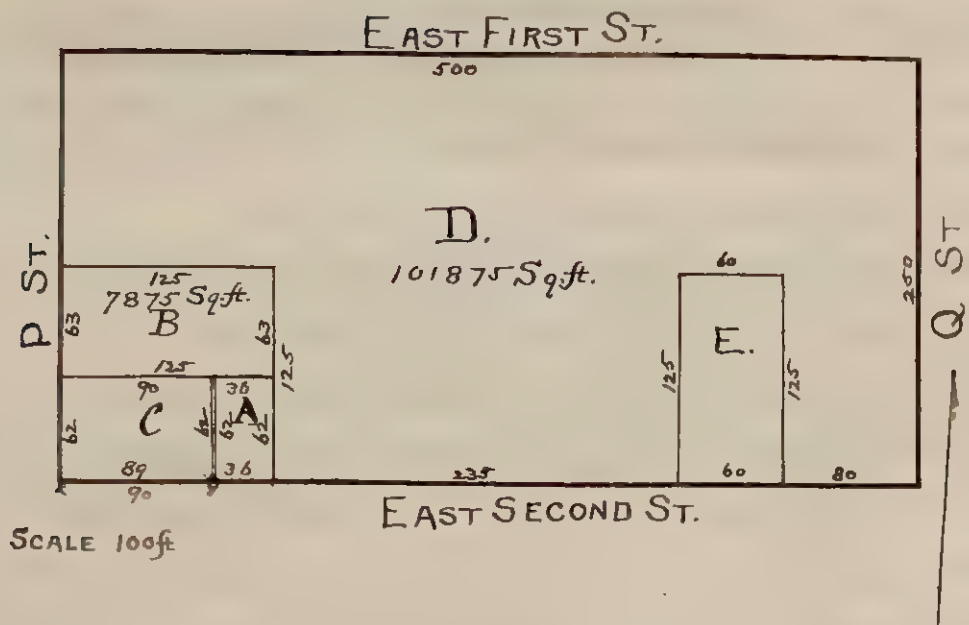 EAST FIRST ST.
500
P ST.
D.
101875 Sq.ft.
250
Q ST
125
7875 Sq.ft.
B
63
63
125
125
60
E.
125
125
90
C
62
62
89
90
36
A
62
62
36
235
60
80
EAST SECOND ST.
SCALE 100ft